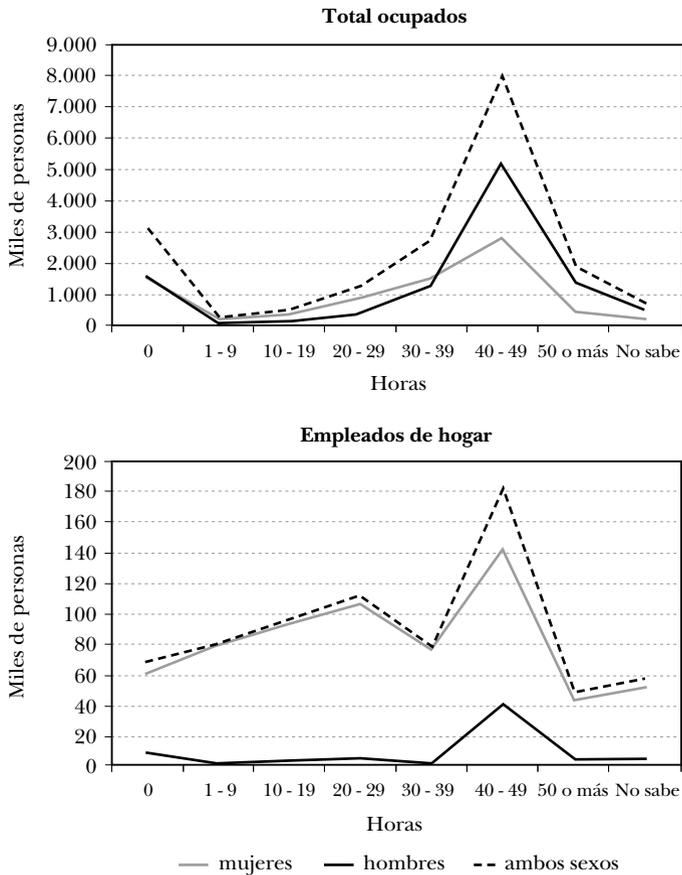 Total ocupados
Miles de personas
9.000
8.000
7.000
6.000
5.000
4.000
3.000
2.000
1.000
0
0 1 - 9 10 - 19 20 - 29 30 - 39 40 - 49 50 o más No sabe
Horas
Empleados de hogar
Miles de personas
200
180
160
140
120
100
80
60
40
20
0
0 1 - 9 10 - 19 20 - 29 30 - 39 40 - 49 50 o más No sabe
Horas
mujeres hombres ambos sexos